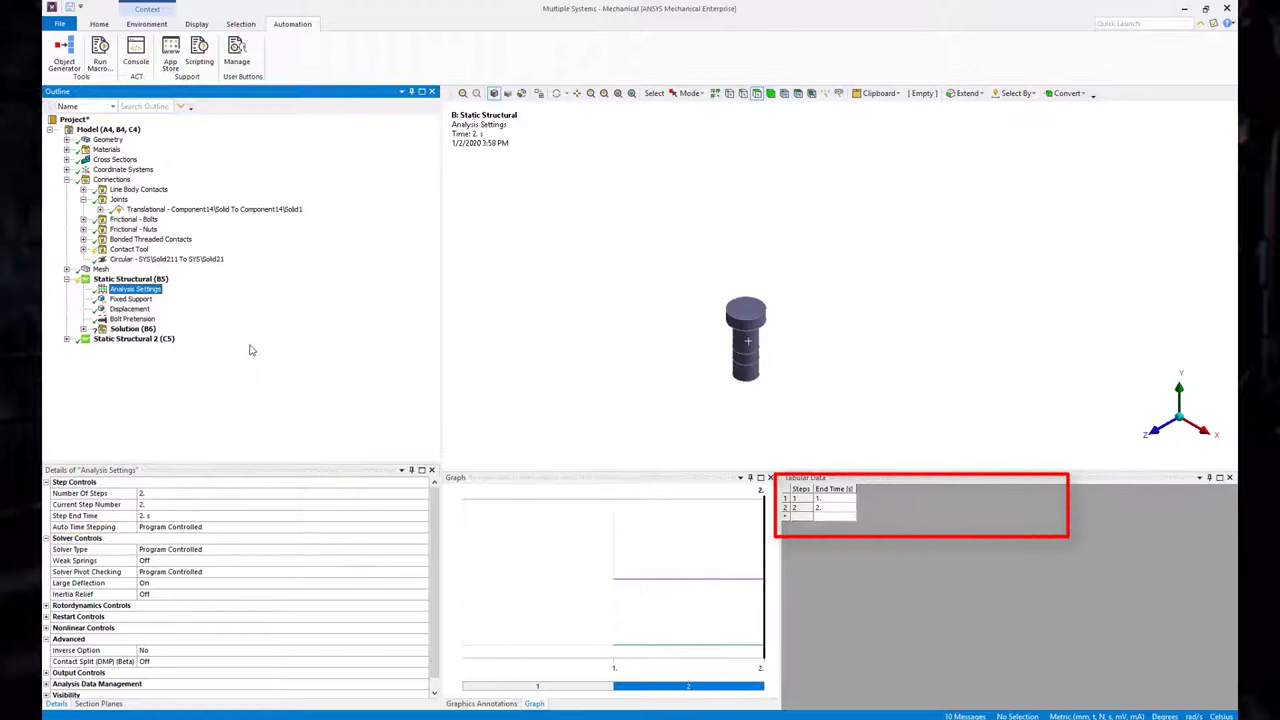 Context
Multiple Systems - Mechanical [ANSYS Mechanical Enterprise]
File
Home
Environment
Display
Selection
Automation
Quick Launch
Object Generator
Run Macro...
Console
App Store
Scripting
Manage
Tools
ACT
Support
User Buttons
Outline
Name
Search Outline
Select
Mode
Clipboard
[ Empty ]
Extend
Select By
Convert
Project*
Model (A4, B4, C4)
Geometry
Materials
Cross Sections
Coordinate Systems
Connections
Line Body Contacts
Joints
Translational - Component14\Solid To Component14\Solid1
Frictional - Bolts
Frictional - Nuts
Bonded Threaded Contacts
Contact Tool
Circular - SYS\Solid211 To SYS\Solid21
Mesh
Static Structural (B5)
Analysis Settings
Fixed Support
Displacement
Bolt Pretension
Solution (B6)
Static Structural 2 (C5)
B: Static Structural
Analysis Settings
Time: 2. s
1/2/2020 3:58 PM
Y
Z
X
Details of "Analysis Settings"
Step Controls
Number Of Steps 2.
Current Step Number 2.
Step End Time 2. s
Auto Time Stepping Program Controlled
Solver Controls
Solver Type Program Controlled
Weak Springs Off
Solver Pivot Checking Program Controlled
Large Deflection On
Inertia Relief Off
Rotordynamics Controls
Restart Controls
Nonlinear Controls
Advanced
Inverse Option No
Contact Split (DMP) (Beta) Off
Output Controls
Analysis Data Management
Visibility
Details
Section Planes
Graph
2.
1.
2.
1
2
Graphics Annotations
Graph
Tabular Data
Steps End Time [s]
1 1 1.
2 2 2.
*
10 Messages
No Selection
Metric (mm, t, N, s, mV, mA)
Degrees
rad/s
Celsius